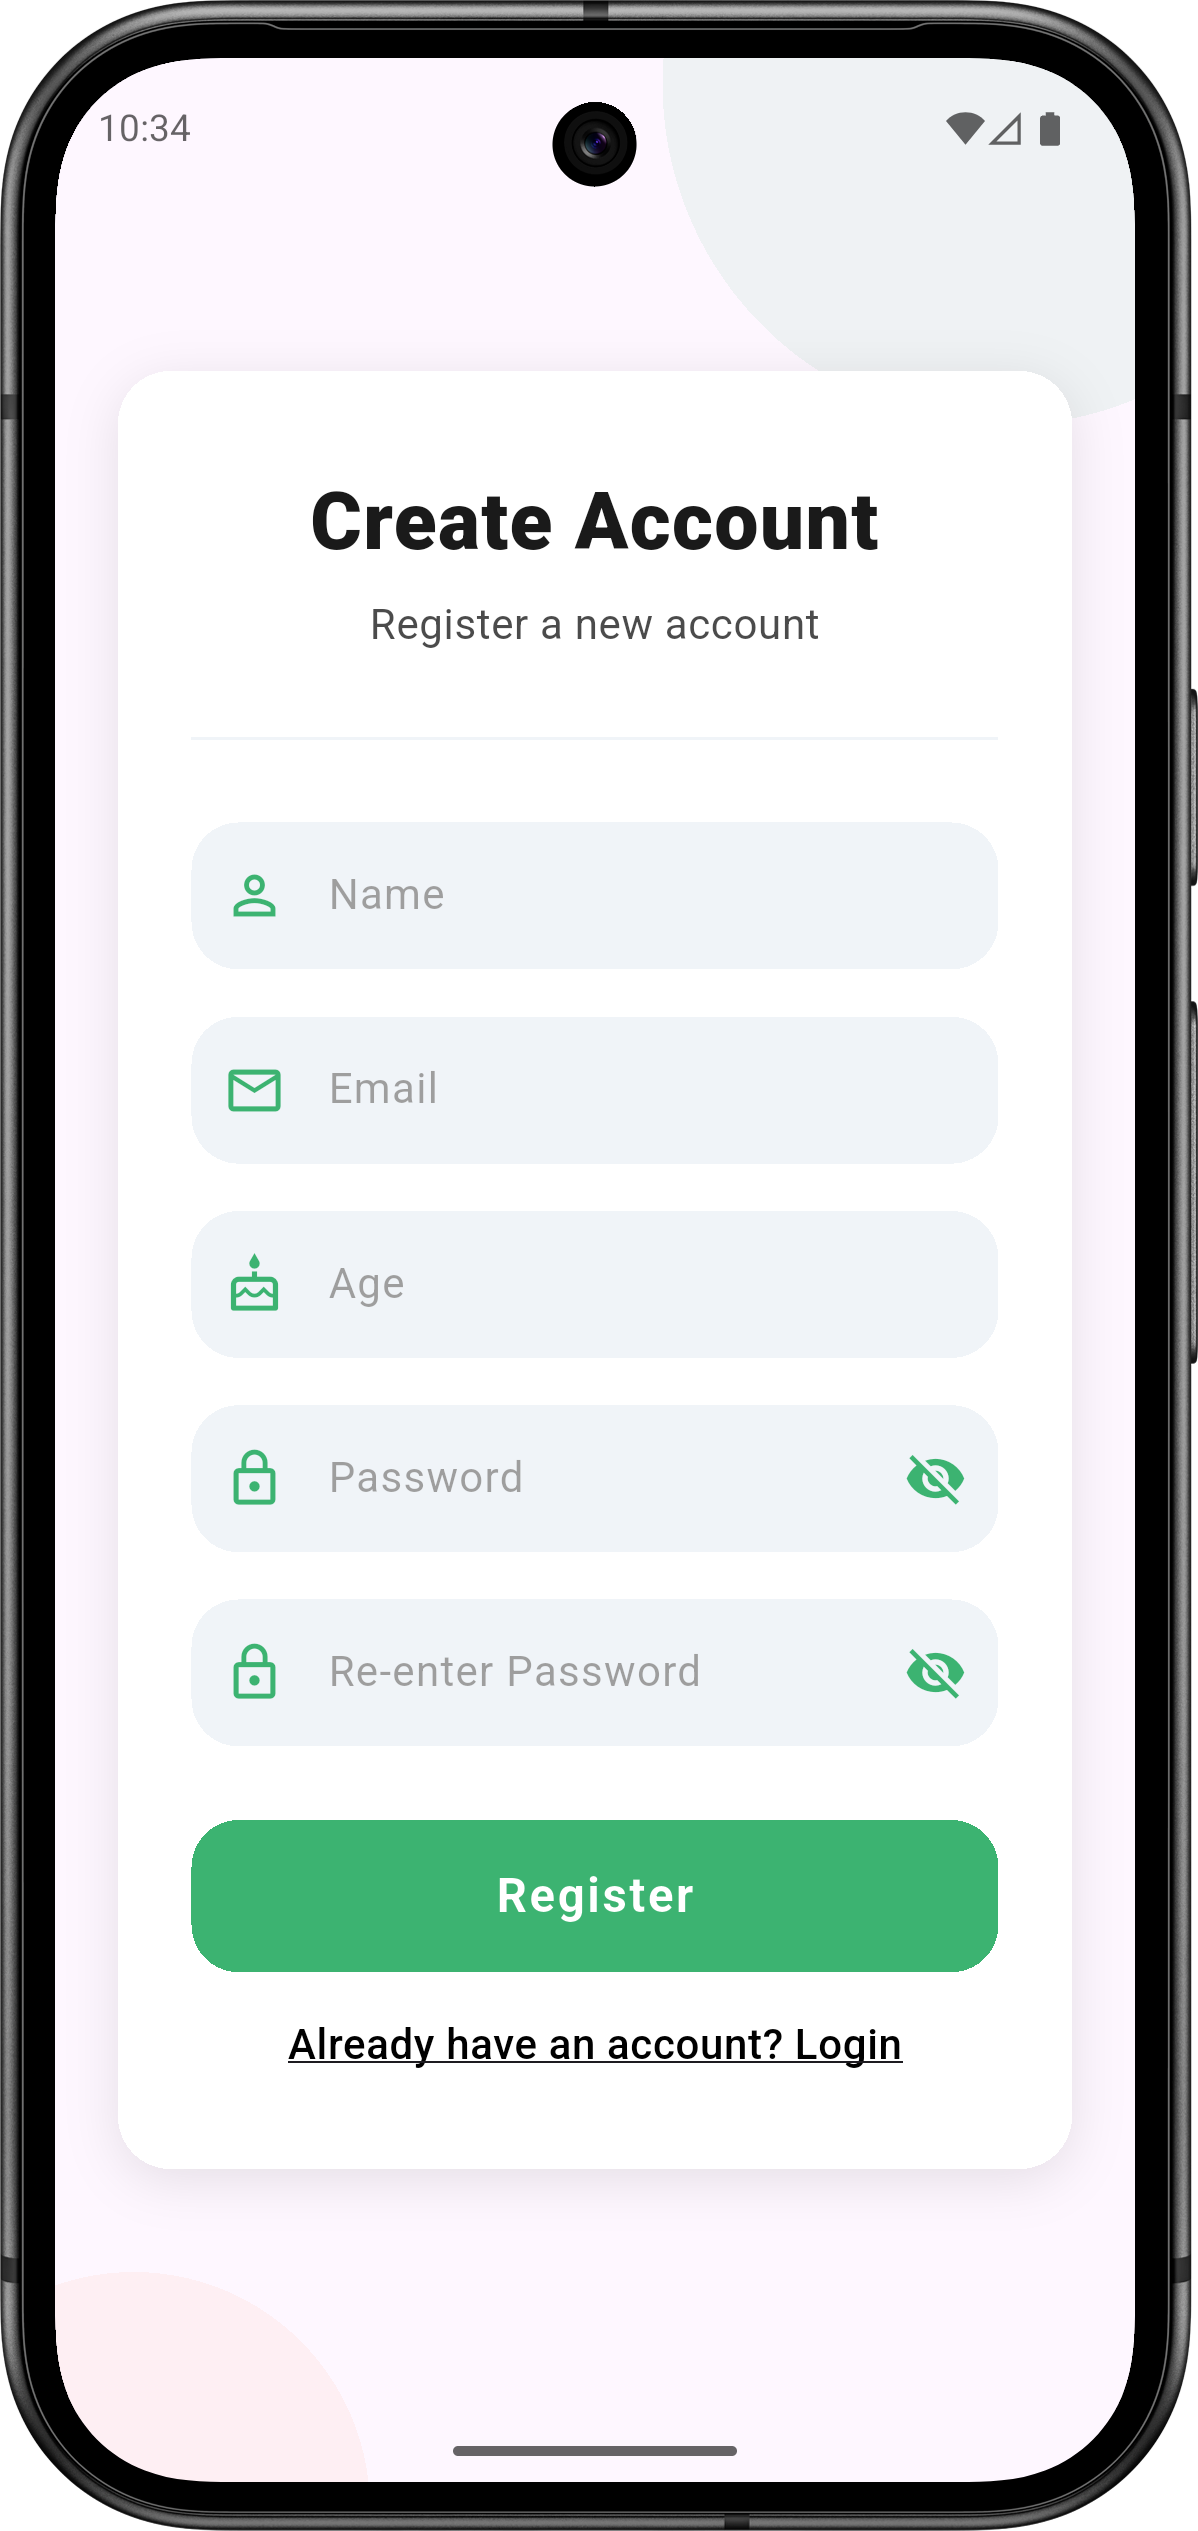 10:34
Create Account
Register a new account
Name
Email
Age
Password
Re-enter Password
Register
Already have an account? Login